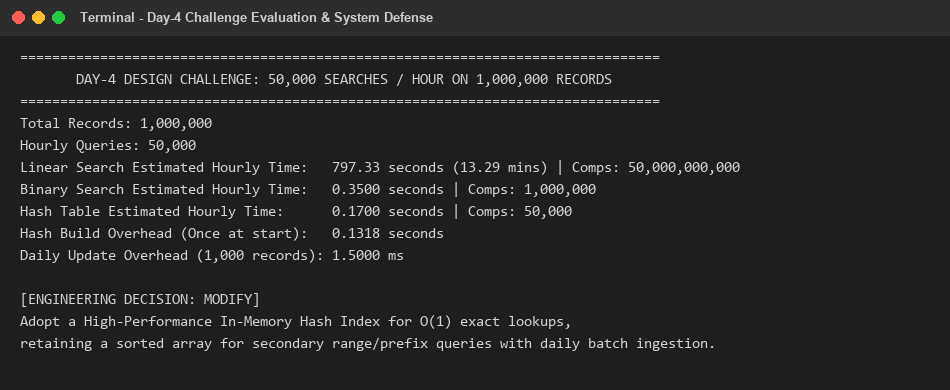 Terminal - Day-4 Challenge Evaluation & System Defense
================================================================================
DAY-4 DESIGN CHALLENGE: 50,000 SEARCHES / HOUR ON 1,000,000 RECORDS
================================================================================
Total Records: 1,000,000
Hourly Queries: 50,000
Linear Search Estimated Hourly Time:   797.33 seconds (13.29 mins) | Comps: 50,000,000,000
Binary Search Estimated Hourly Time:   0.3500 seconds | Comps: 1,000,000
Hash Table Estimated Hourly Time:      0.1700 seconds | Comps: 50,000
Hash Build Overhead (Once at start):   0.1318 seconds
Daily Update Overhead (1,000 records): 1.5000 ms
[ENGINEERING DECISION: MODIFY]
Adopt a High-Performance In-Memory Hash Index for O(1) exact lookups,
retaining a sorted array for secondary range/prefix queries with daily batch ingestion.